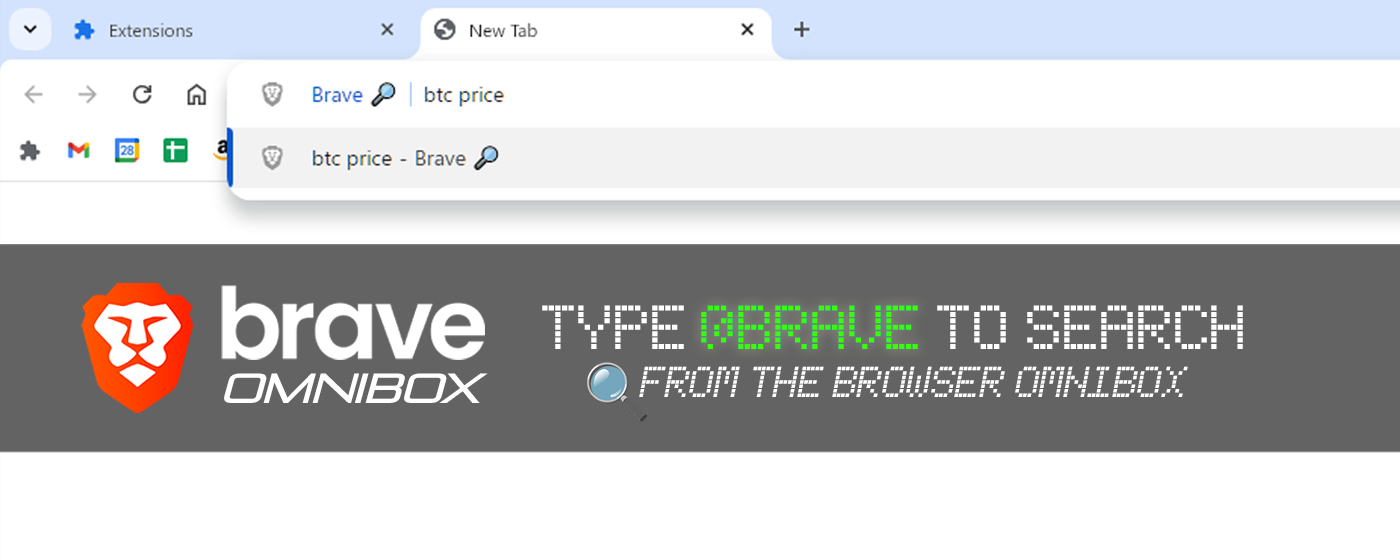 Extensions
New Tab
Brave 🔎 btc price
28
a
btc price - Brave 🔎
brave
OMNIBOX
TYPE @BRAVE TO SEARCH
FROM THE BROWSER OMNIBOX